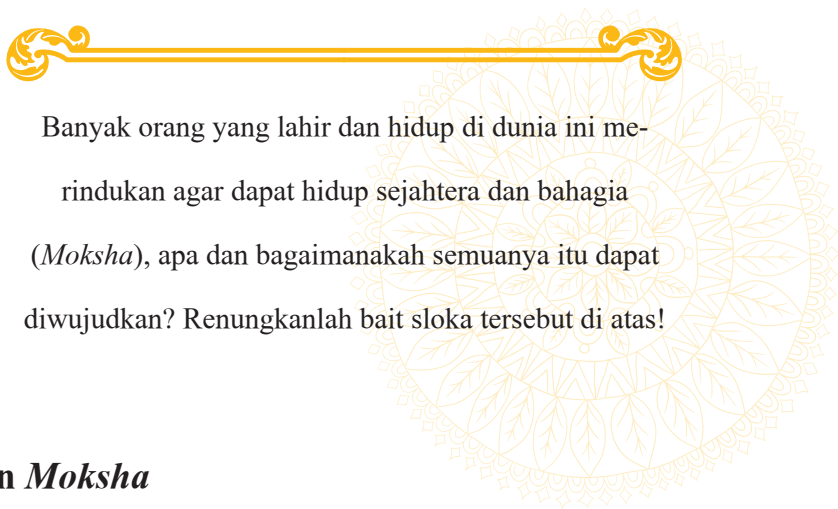 Banyak orang yang lahir dan hidup di dunia ini me-
rindukan agar dapat hidup sejahtera dan bahagia
(Moksha), apa dan bagaimanakah semuanya itu dapat
diwujudkan? Renungkanlah bait sloka tersebut di atas!
n Moksha